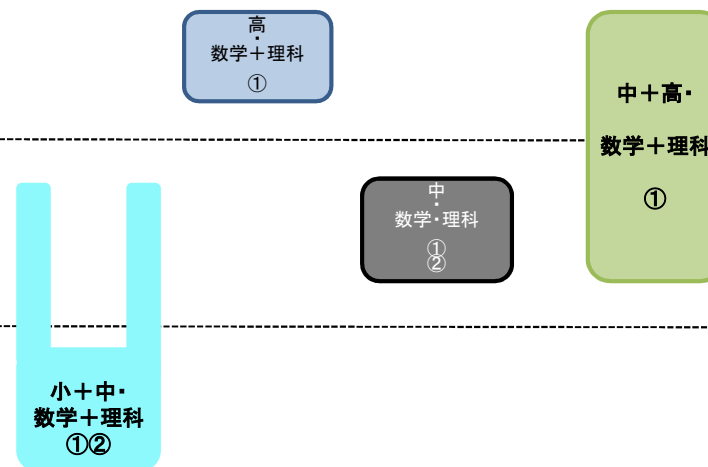 高
・
数学＋理科
①
中＋高・
数学＋理科
①
中
・
数学・理科
①
②
小＋中・
数学＋理科
①②